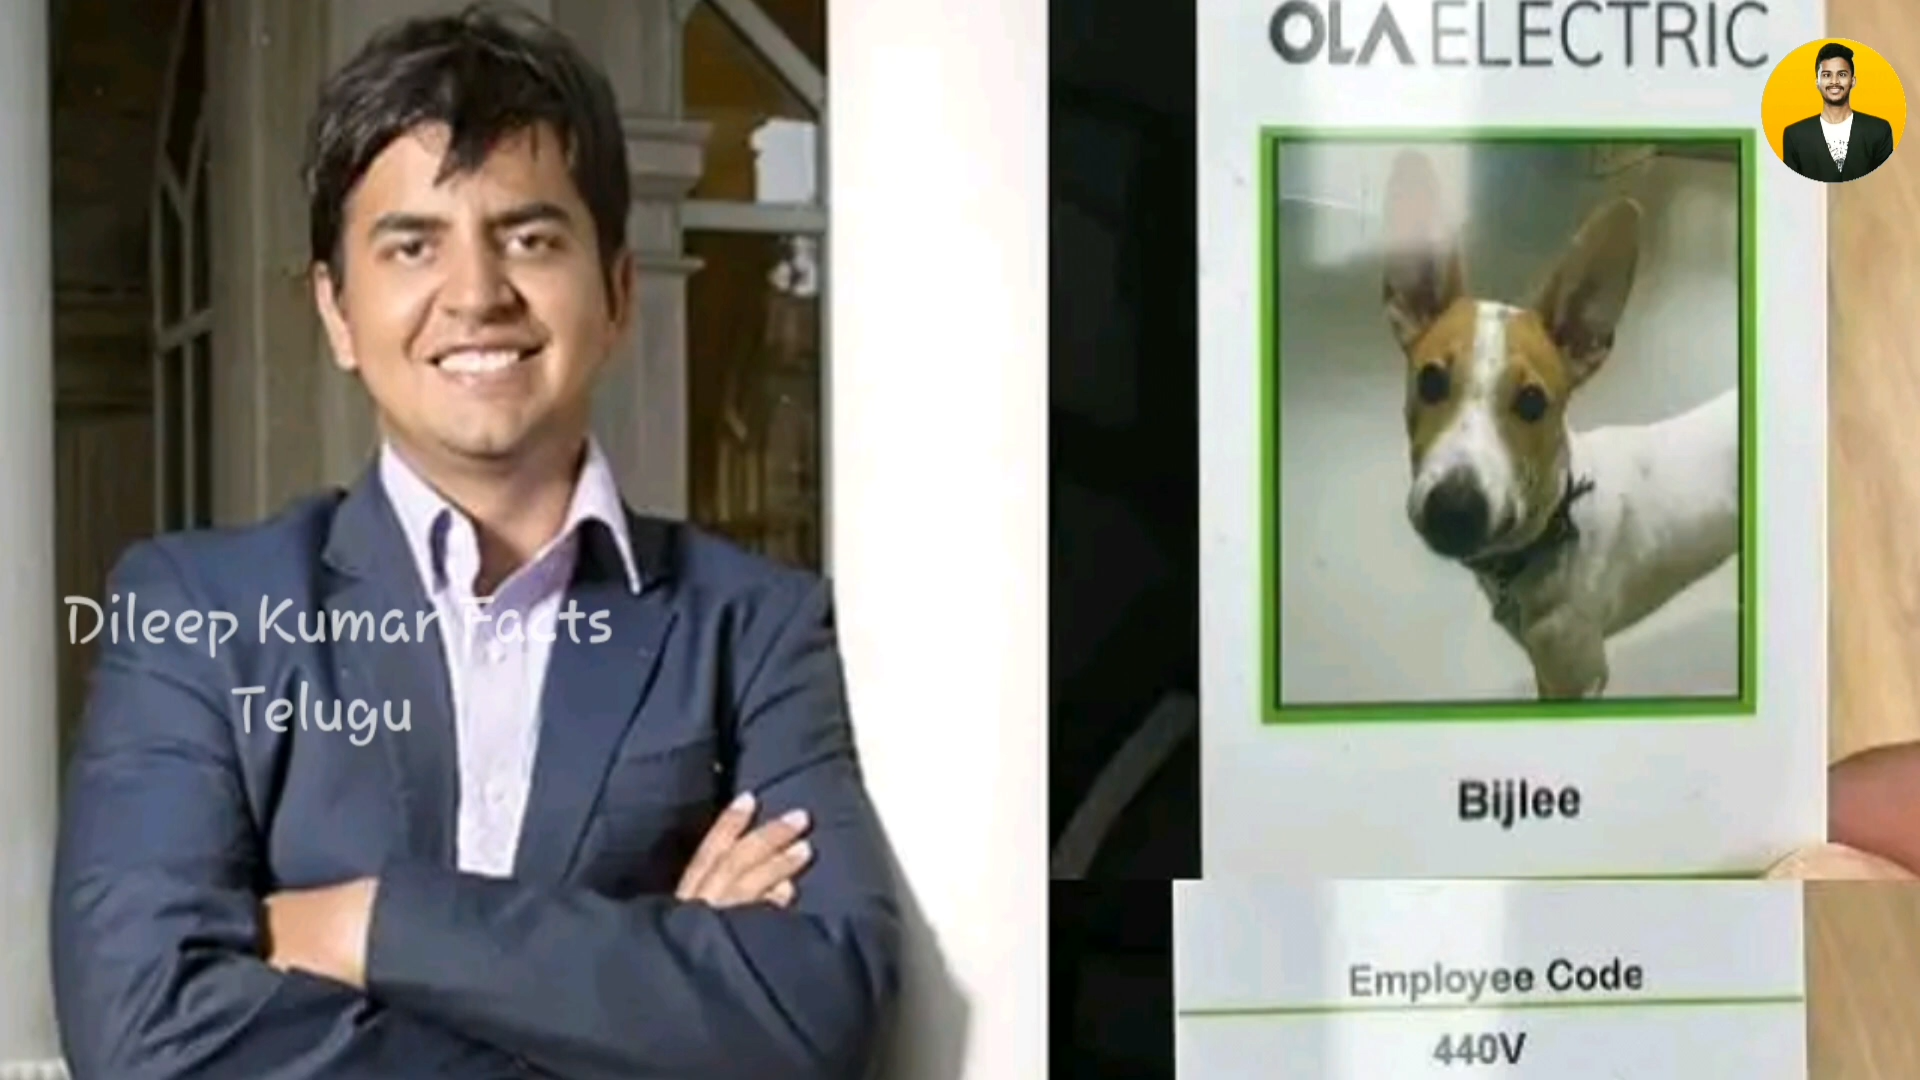 Dileep Kumar Facts
Telugu
OLA ELECTRIC
Bijlee
Employee Code
440V